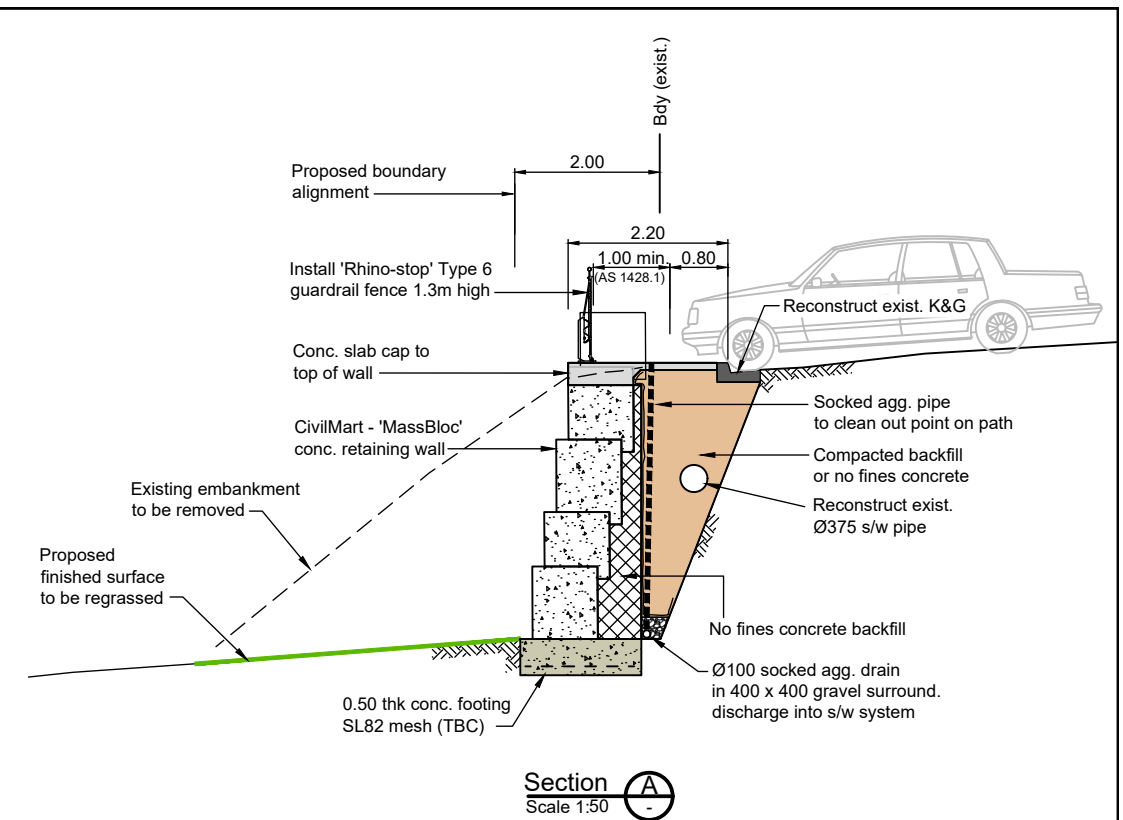 Bdy (exist.)
Proposed boundary
alignment
2.00
2.20
1.00 min.
0.80
(AS 1428.1)
Install 'Rhino-stop' Type 6
guardrail fence 1.3m high
Reconstruct exist. K&G
Conc. slab cap to
top of wall
Socked agg. pipe
to clean out point on path
CivilMart - 'MassBloc'
conc. retaining wall
Compacted backfill
or no fines concrete
Existing embankment
to be removed
Reconstruct exist.
Ø375 s/w pipe
Proposed
finished surface
to be regrassed
No fines concrete backfill
Ø100 socked agg. drain
in 400 x 400 gravel surround.
discharge into s/w system
0.50 thk conc. footing
SL82 mesh (TBC)
Section
Scale 1:50
A
-